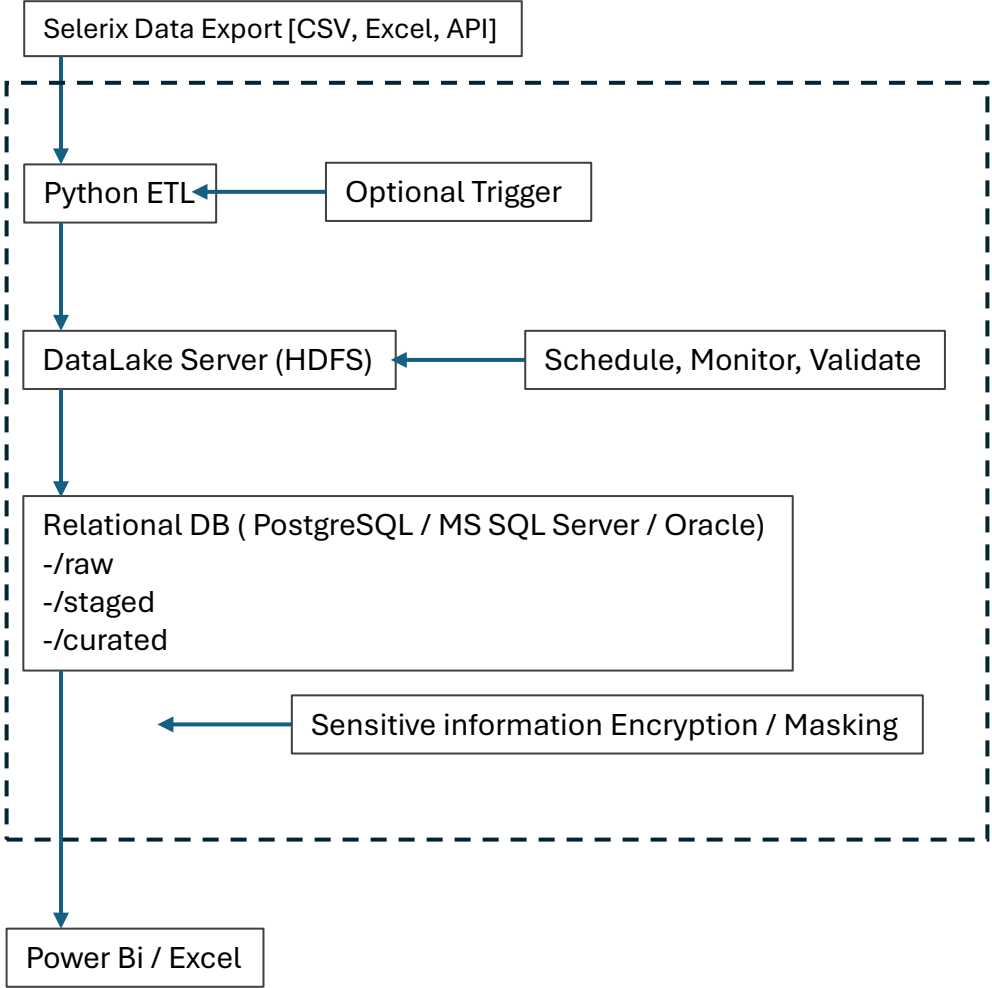 Selerix Data Export [CSV, Excel, API]
Python ETL
Optional Trigger
DataLake Server (HDFS)
Schedule, Monitor, Validate
Relational DB ( PostgreSQL / MS SQL Server / Oracle)
-/raw
-/staged
-/curated
Sensitive information Encryption / Masking
Power Bi / Excel